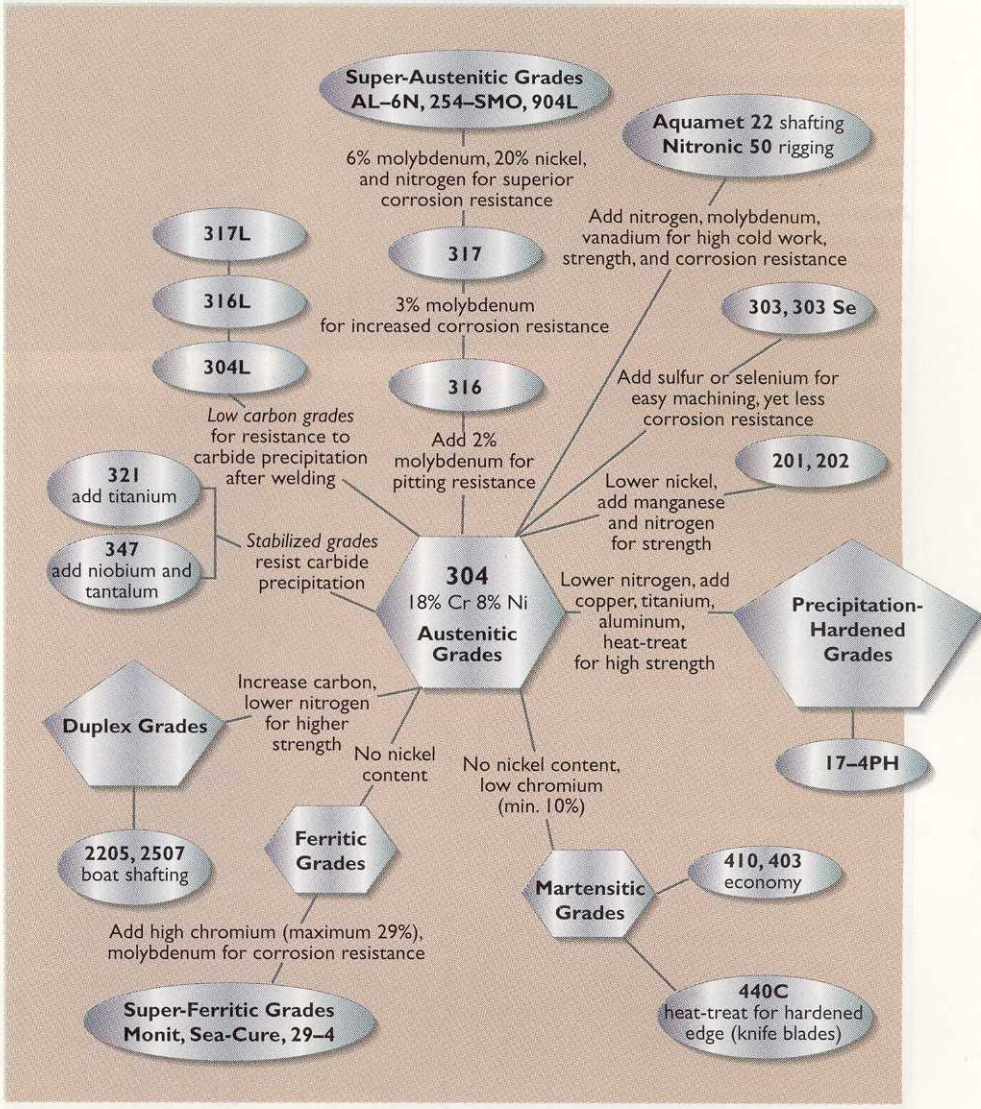 Super-Austenitic Grades
AL–6N, 254–SMO, 904L
Aquamet 22 shafting
Nitronic 50 rigging
6% molybdenum, 20% nickel,
and nitrogen for superior
corrosion resistance
Add nitrogen, molybdenum,
vanadium for high cold work,
strength, and corrosion resistance
317L
317
316L
3% molybdenum
for increased corrosion resistance
303, 303 Se
304L
316
Add sulfur or selenium for
easy machining, yet less
corrosion resistance
Low carbon grades
for resistance to
carbide precipitation
after welding
Add 2%
molybdenum for
pitting resistance
201, 202
Lower nickel,
add manganese
and nitrogen
for strength
321
add titanium
347
add niobium and
tantalum
Stabilized grades
resist carbide
precipitation
304
18% Cr 8% Ni
Austenitic
Grades
Lower nitrogen, add
copper, titanium,
aluminum,
heat-treat
for high strength
Precipitation-
Hardened
Grades
17–4PH
Increase carbon,
lower nitrogen
for higher
strength
Duplex Grades
2205, 2507
boat shafting
No nickel
content
Ferritic
Grades
Add high chromium (maximum 29%),
molybdenum for corrosion resistance
Super-Ferritic Grades
Monit, Sea-Cure, 29–4
No nickel content,
low chromium
(min. 10%)
Martensitic
Grades
410, 403
economy
440C
heat-treat for hardened
edge (knife blades)